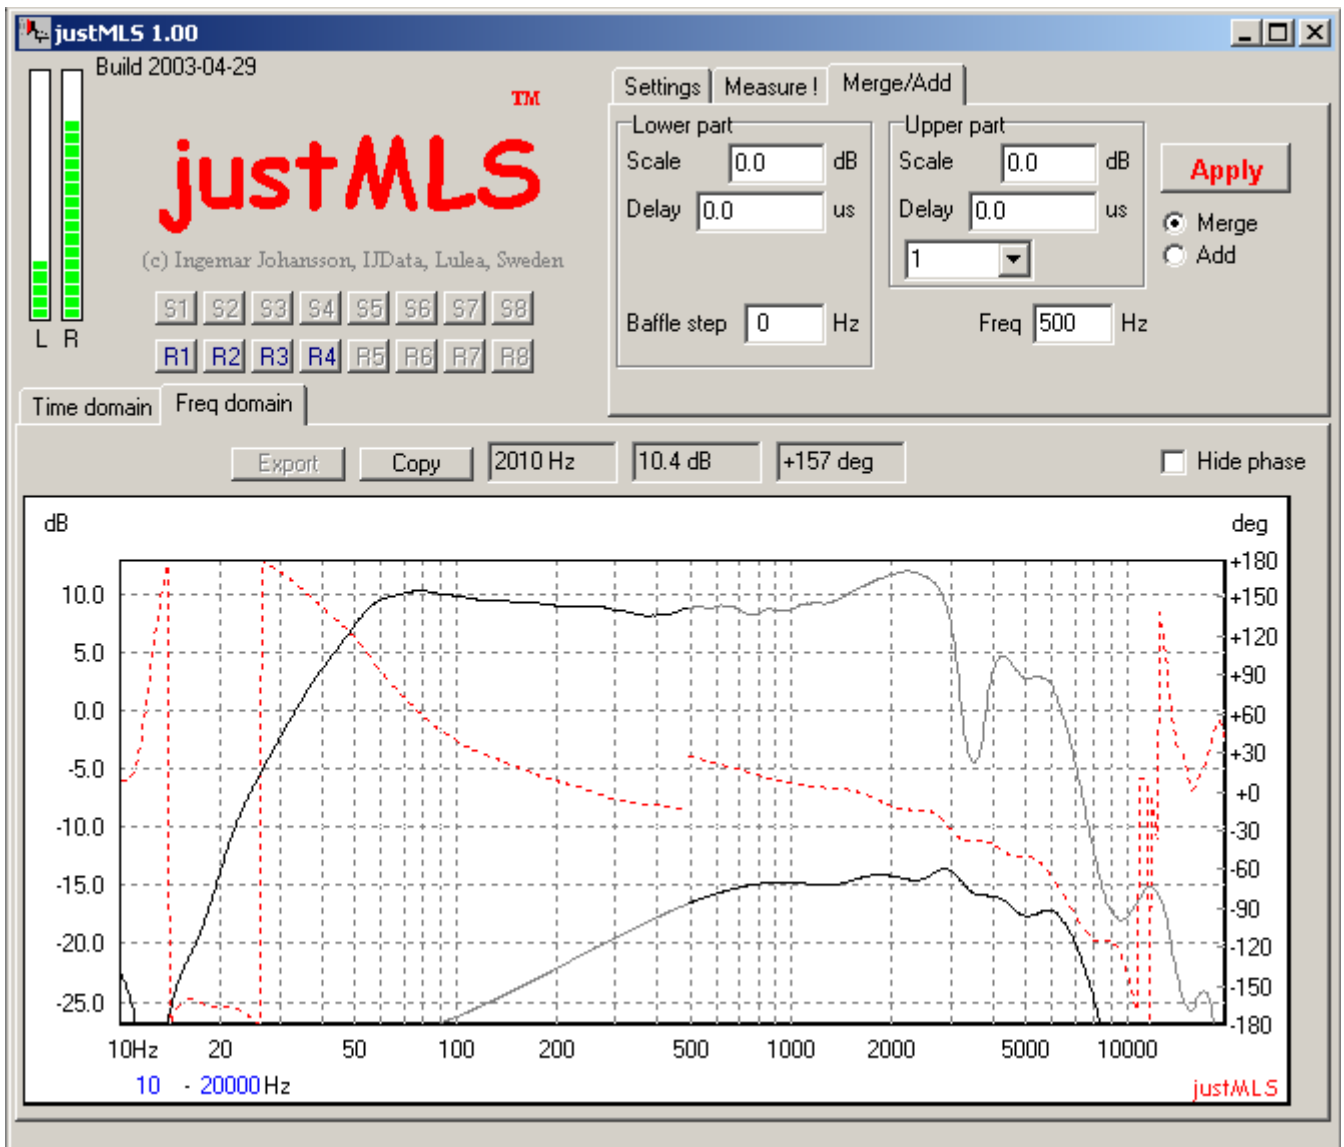 justMLS 1.00
Build 2003-04-29
TM
justMLS
(c) Ingemar Johansson, IJData, Lulea, Sweden
L R
S1 S2 S3 S4 S5 S6 S7 S8
R1 R2 R3 R4 R5 R6 R7 R8
Settings Measure ! Merge/Add
Lower part
Scale 0.0 dB
Delay 0.0 us
Baffle step 0 Hz
Upper part
Scale 0.0 dB
Delay 0.0 us
1
Freq 500 Hz
Apply
Merge
Add
Time domain Freq domain
Export Copy 2010 Hz 10.4 dB +157 deg Hide phase
dB deg
10.0
5.0
0.0
-5.0
-10.0
-15.0
-20.0
-25.0
+180
+150
+120
+90
+60
+30
+0
-30
-60
-90
-120
-150
-180
10Hz 20 50 100 200 500 1000 2000 5000 10000
10 - 20000 Hz justMLS